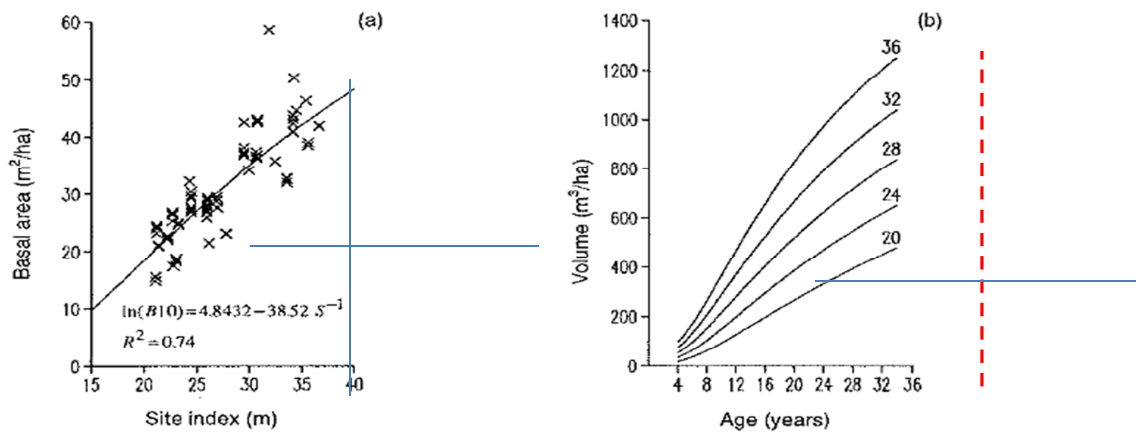 (a)
60
50
40
30
20
10
0
Basal area (m²/ha)
ln(B10)=4.8432−38.52 S⁻¹
R²=0.74
15 20 25 30 35 40
Site index (m)
(b)
1400
1200
1000
800
600
400
200
0
Volume (m³/ha)
36
32
28
24
20
4 8 12 16 20 24 28 32 36
Age (years)